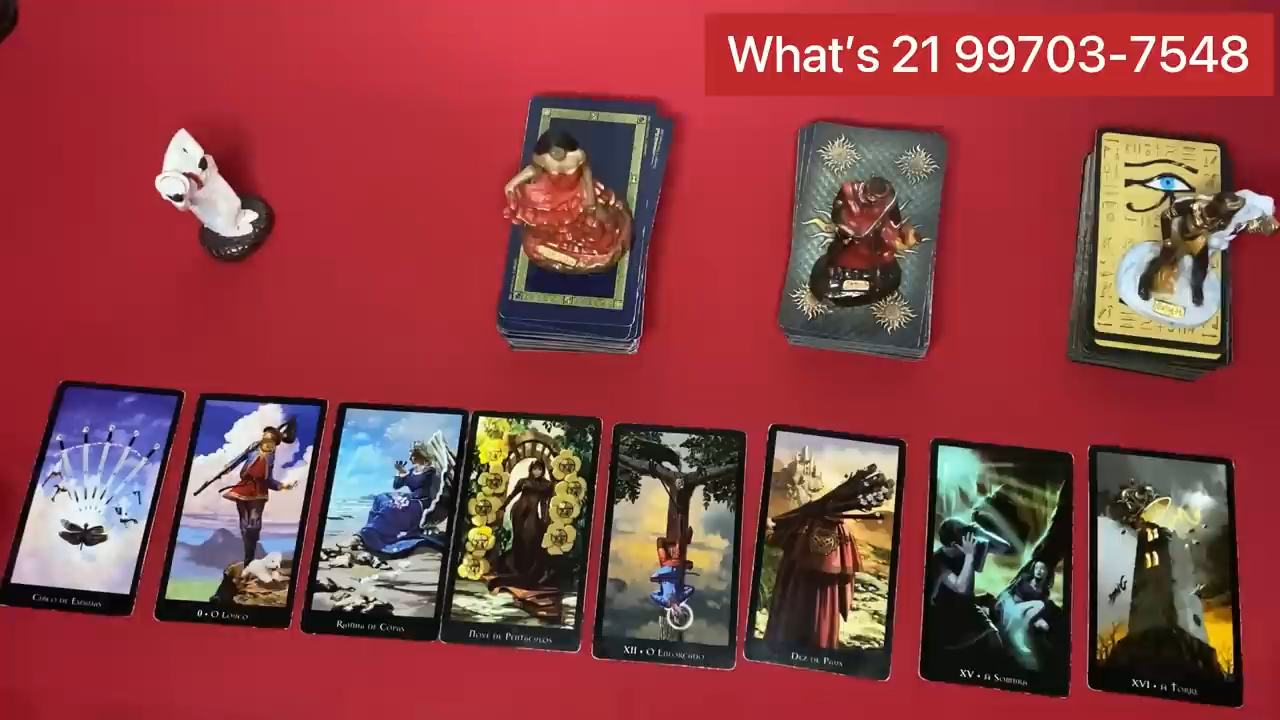 What’s 21 99703-7548
Cinco de Espadas
0 • O Louco
Rainha de Copas
Nove de Pentáculos
XII • O Enforcado
Dez de Paus
XV • A Sombra
XVI • A Torre